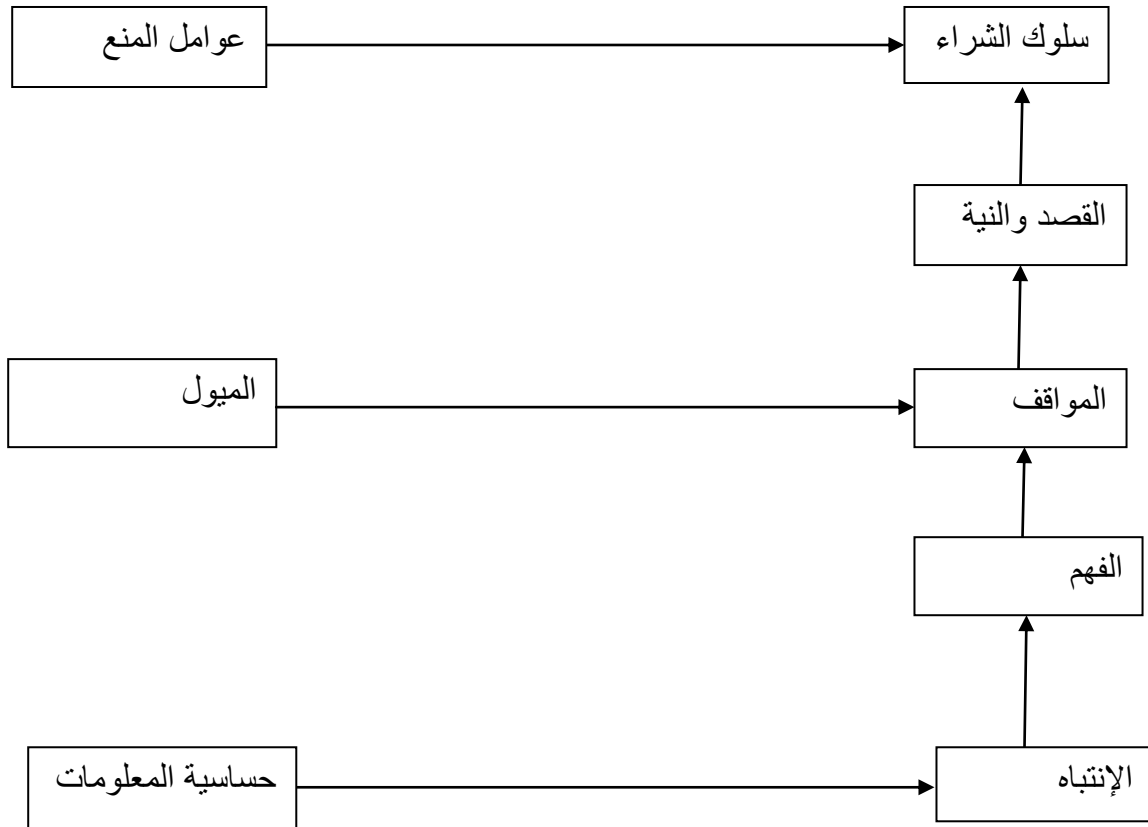 سلوك الشراء
عوامل المنع
القصد والنية
المواقف
الميول
الفهم
الإنتباه
حساسية المعلومات